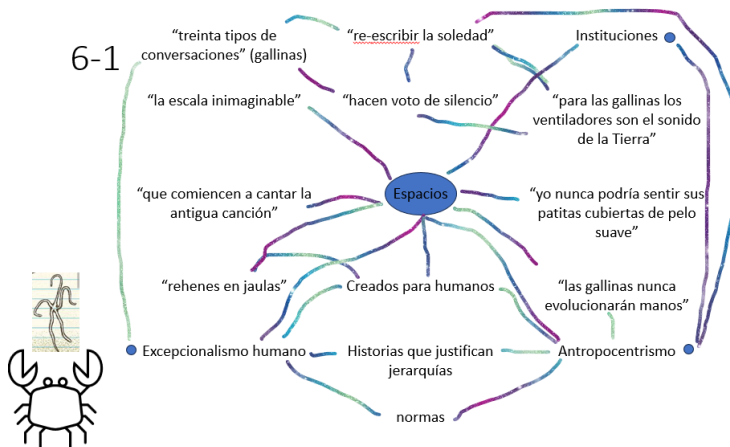 6-1
“treinta tipos de
conversaciones” (gallinas)
“re-escribir la soledad”
Instituciones
“la escala inimaginable”
“hacen voto de silencio”
“para las gallinas los
ventiladores son el sonido
de la Tierra”
Espacios
“que comiencen a cantar la
antigua canción”
“yo nunca podría sentir sus
patitas cubiertas de pelo
suave”
“rehenes en jaulas”
Creados para humanos
“las gallinas nunca
evolucionarán manos”
Excepcionalismo humano
Historias que justifican
jerarquías
Antropocentrismo
normas